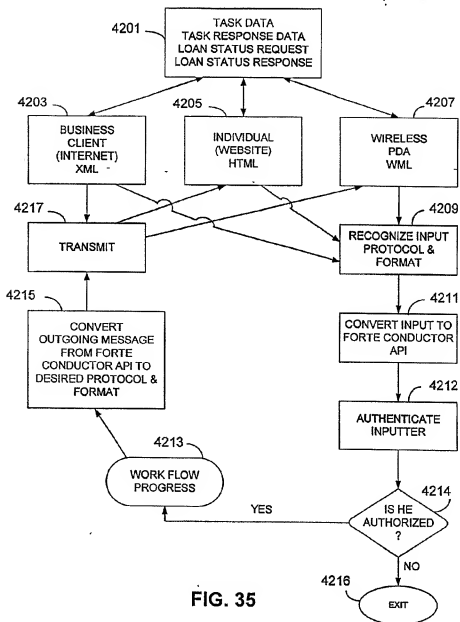 4201
TASK DATA
TASK RESPONSE DATA
LOAN STATUS REQUEST
LOAN STATUS RESPONSE
4203
BUSINESS
CLIENT
(INTERNET)
XML
4205
INDIVIDUAL
(WEBSITE)
HTML
4207
WIRELESS
PDA
WML
4217
TRANSMIT
4209
RECOGNIZE INPUT
PROTOCOL &
FORMAT
4215
CONVERT
OUTGOING MESSAGE
FROM FORTE
CONDUCTOR API TO
DESIRED PROTOCOL &
FORMAT
4211
CONVERT INPUT TO
FORTE CONDUCTOR
API
4212
AUTHENTICATE
INPUTTER
4213
WORK FLOW
PROGRESS
YES
4214
IS HE
AUTHORIZED
?
NO
4216
EXIT
FIG. 35